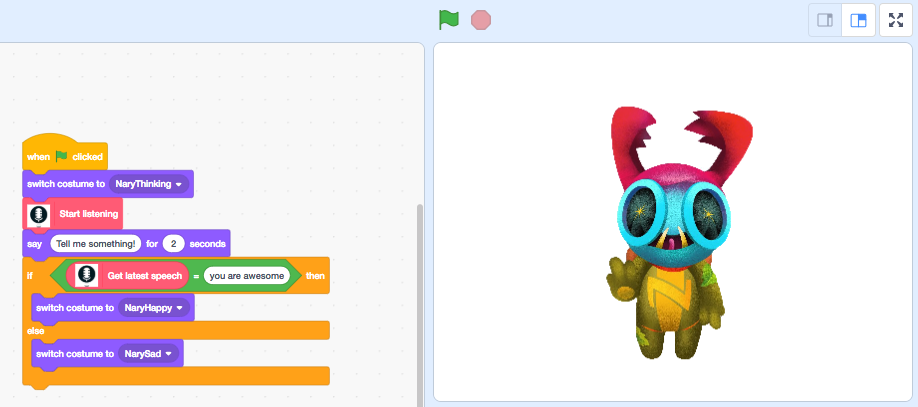 when clicked
switch costume to NaryThinking
Start listening
say Tell me something! for 2 seconds
if Get latest speech = you are awesome then
switch costume to NaryHappy
else
switch costume to NarySad